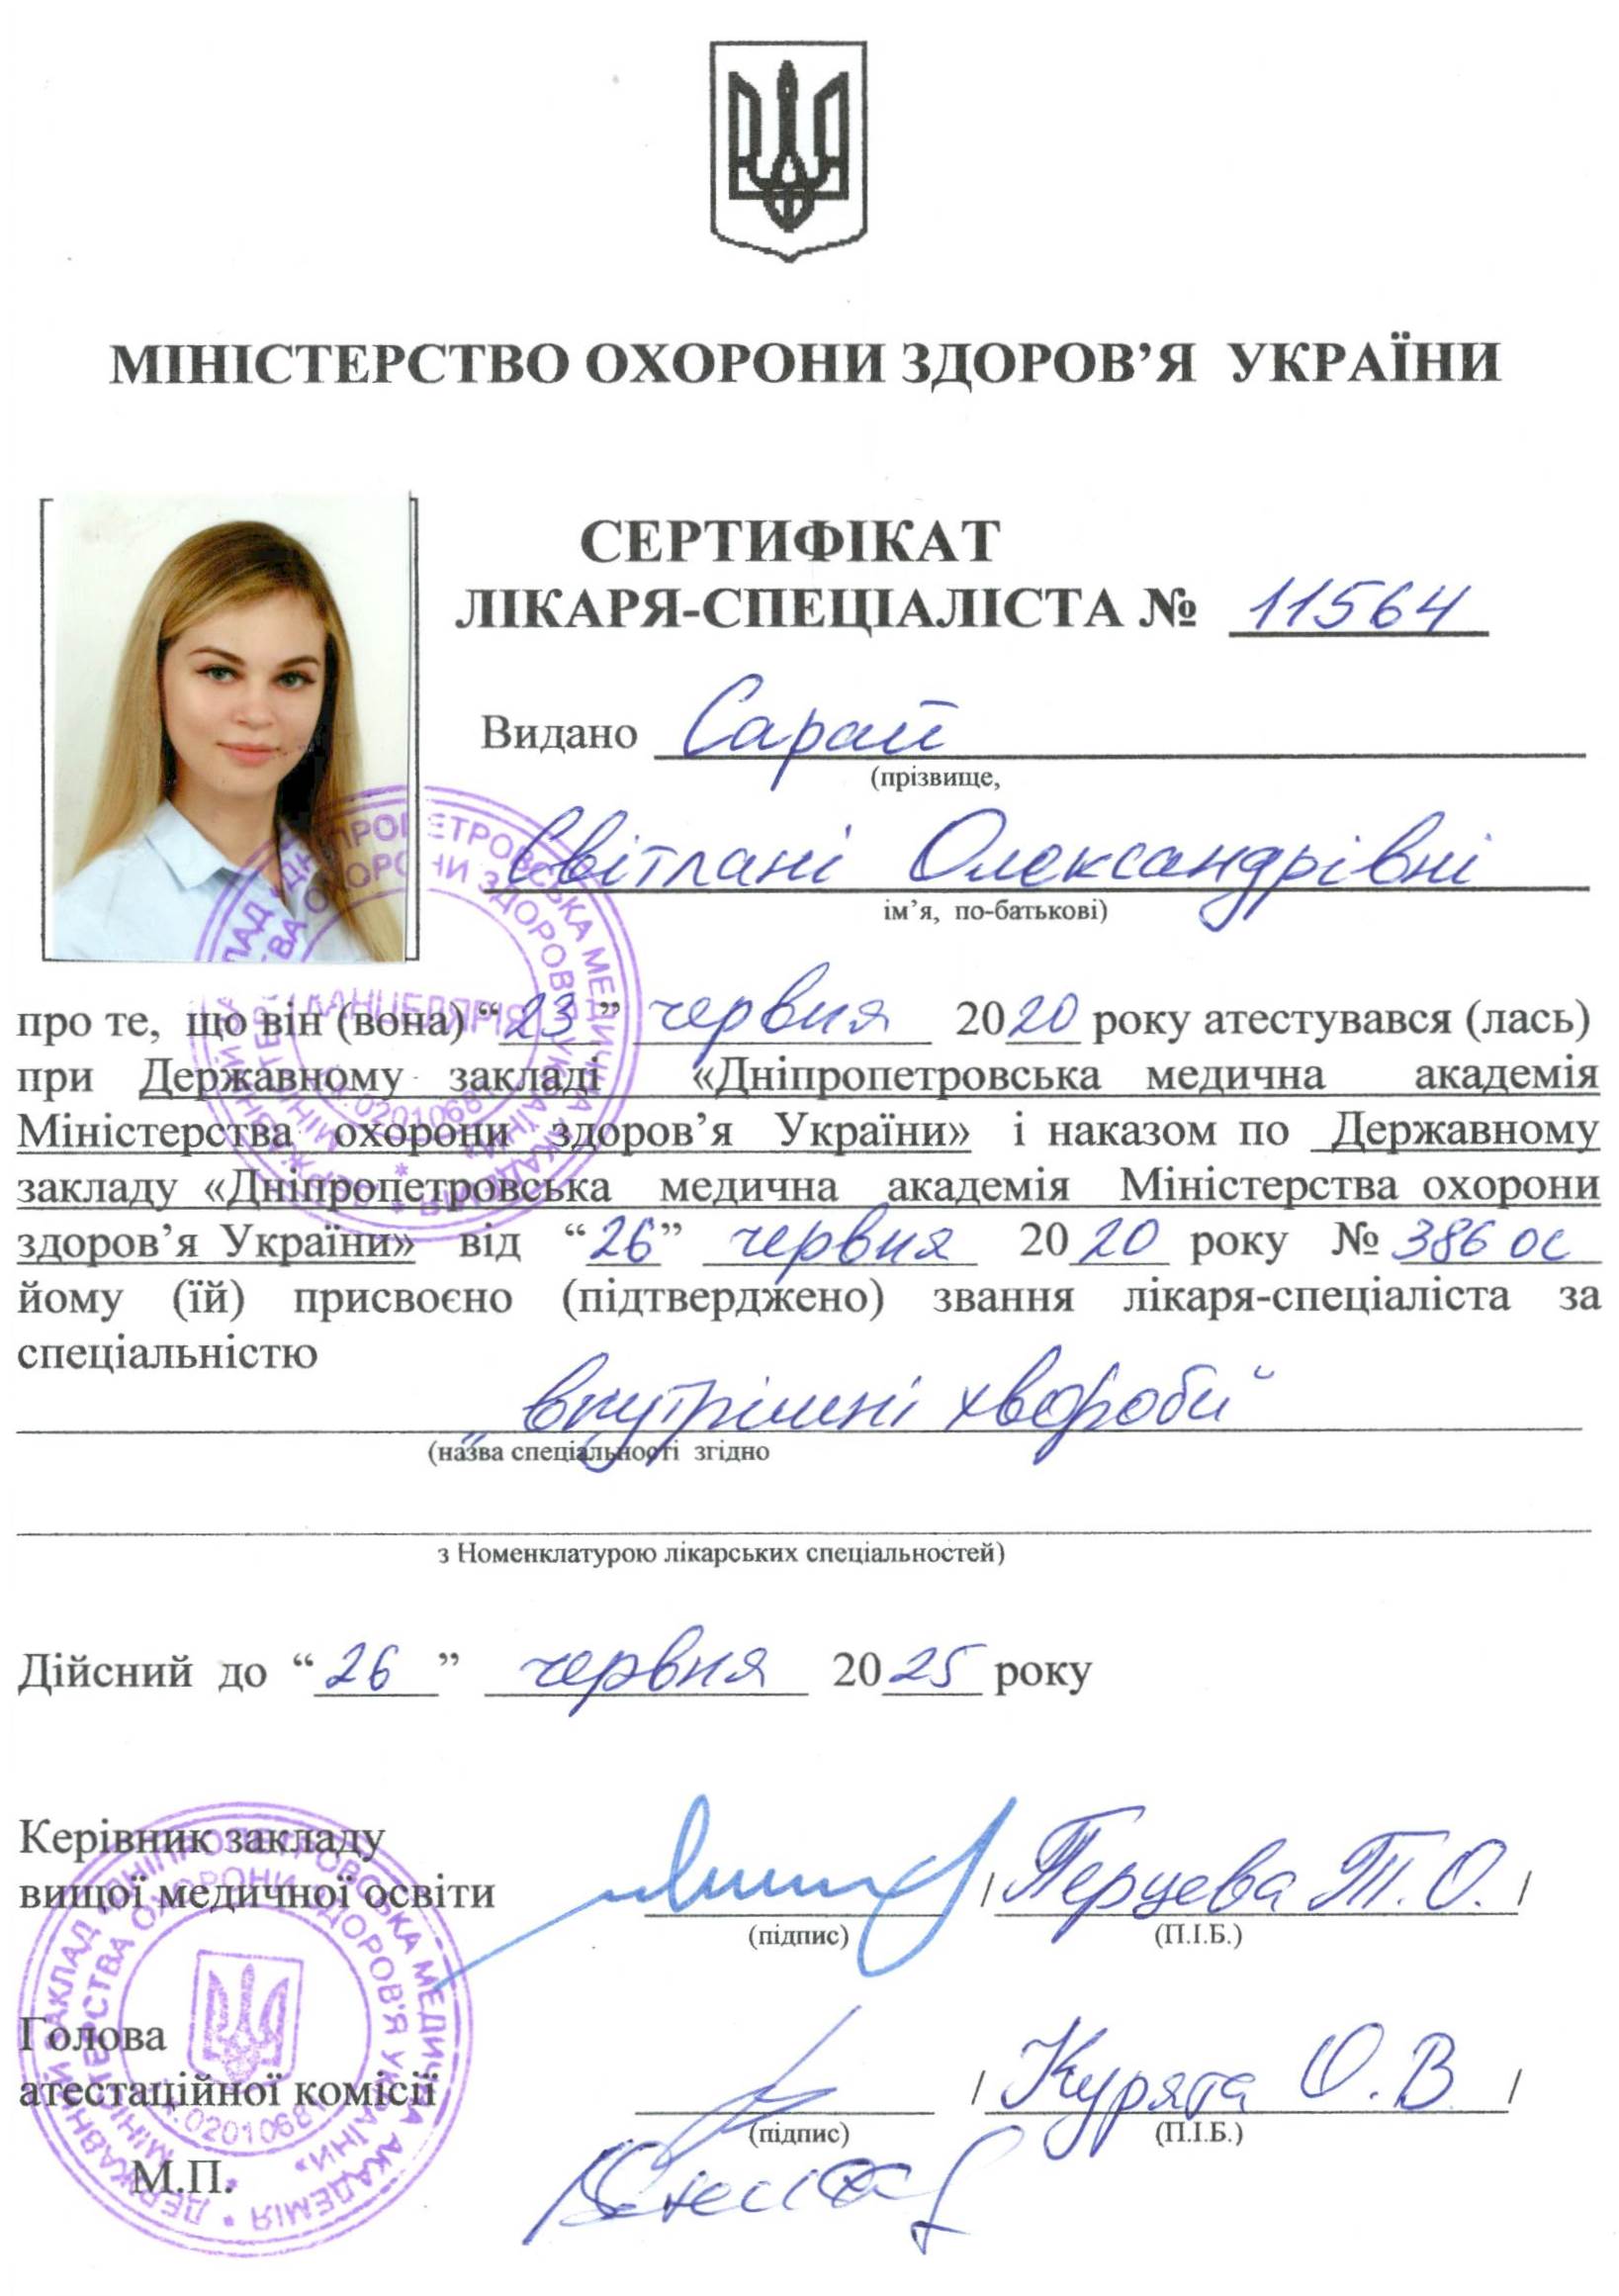 МІНІСТЕРСТВО ОХОРОНИ ЗДОРОВ’Я УКРАЇНИ
СЕРТИФІКАТ
ЛІКАРЯ-СПЕЦІАЛІСТА № 11564
Видано Сарай
(прізвище,
Світлані Олександрівні
ім’я, по-батькові)
про те, що він (вона) “23” червня 2020 року атестувався (лась)
при Державному закладі «Дніпропетровська медична академія
Міністерства охорони здоров’я України» і наказом по Державному
закладу «Дніпропетровська медична академія Міністерства охорони
здоров’я України» від “26” червня 2020 року № 386 ос
йому (їй) присвоєно (підтверджено) звання лікаря-спеціаліста за
спеціальністю
внутрішні хвороби
(назва спеціальності згідно
з Номенклатурою лікарських спеціальностей)
Дійсний до “26” червня 2025 року
Керівник закладу
вищої медичної освіти / Перцева Т.О. /
(підпис) (П.І.Б.)
Голова
атестаційної комісії / Курята О.В /
(підпис) (П.І.Б.)
М.П.
ДЕРЖАВНИЙ ЗАКЛАД «ДНІПРОПЕТРОВСЬКА МЕДИЧНА АКАДЕМІЯ
МІНІСТЕРСТВА ОХОРОНИ ЗДОРОВ'Я УКРАЇНИ»
КАНЦЕЛЯРІЯ
02010681